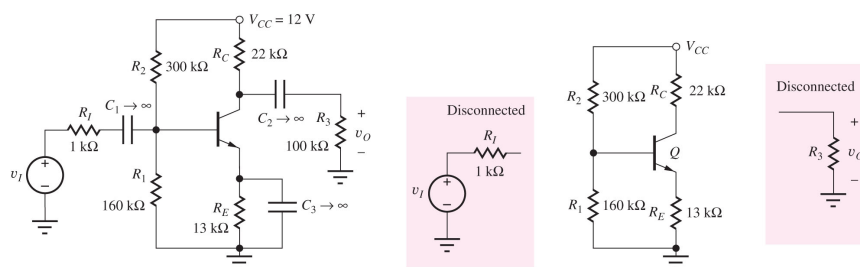 V_CC = 12 V
R_C
22 kΩ
R_2
300 kΩ
C_1 → ∞
R_I
1 kΩ
v_I
+
–
C_2 → ∞
R_3
100 kΩ
+
v_O
–
R_1
160 kΩ
R_E
13 kΩ
C_3 → ∞
Disconnected
R_I
1 kΩ
v_I
+
–
V_CC
R_2
300 kΩ
R_C
22 kΩ
Q
R_1
160 kΩ
R_E
13 kΩ
Disconnected
R_3
+
v_O
–